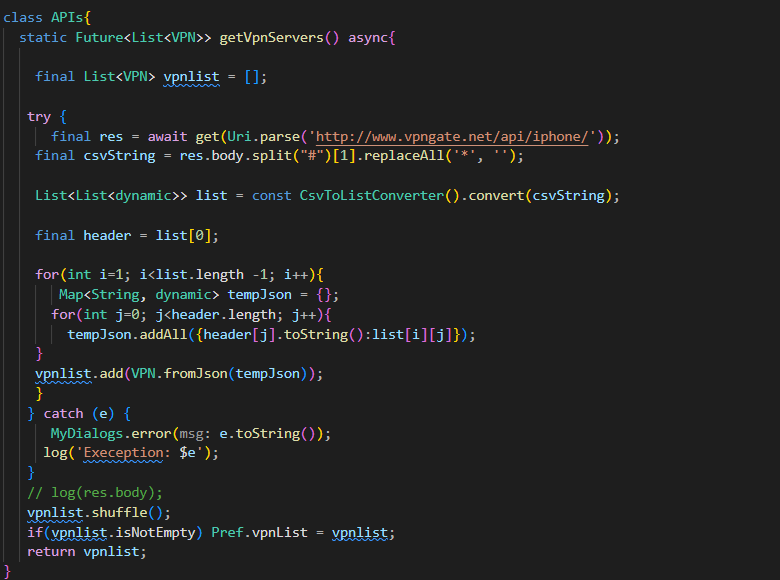 class APIs{
  static Future<List<VPN>> getVpnServers() async{

    final List<VPN> vpnlist = [];

   try {
      final res = await get(Uri.parse('http://www.vpngate.net/api/iphone/'));
    final csvString = res.body.split("#")[1].replaceAll('*', '');

    List<List<dynamic>> list = const CsvToListConverter().convert(csvString);

    final header = list[0];

    for(int i=1; i<list.length -1; i++){
       Map<String, dynamic> tempJson = {};
      for(int j=0; j<header.length; j++){
        tempJson.addAll({header[j].toString():list[i][j]});
    }
    vpnlist.add(VPN.fromJson(tempJson));
    }
   } catch (e) {
      MyDialogs.error(msg: e.toString());
     log('Exeception: $e');
   }
   // log(res.body);
   vpnlist.shuffle();
   if(vpnlist.isNotEmpty) Pref.vpnList = vpnlist;
   return vpnlist;
}